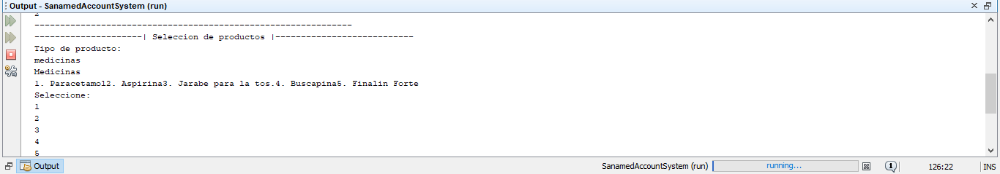 Output - SanamedAccountSystem (run)
2
--------------------------------------------------------------
---------------------| Seleccion de productos |---------------------------
Tipo de producto:
medicinas
Medicinas
1. Paracetamol2. Aspirina3. Jarabe para la tos.4. Buscapina5. Finalin Forte
Seleccione:
1
2
3
4
5
Output
SanamedAccountSystem (run)
running...
1
126:22
INS